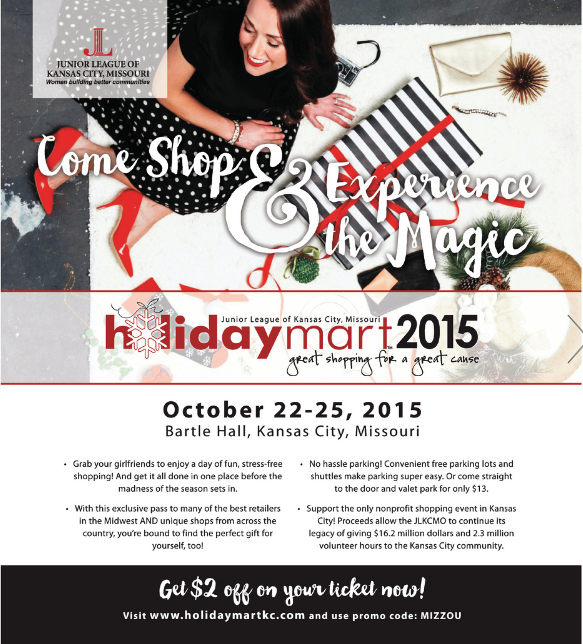 JL
JUNIOR LEAGUE OF
KANSAS CITY, MISSOURI
Women building better communities
Come Shop & Experience
the Magic
Junior League of Kansas City, Missouri
holidaymart 2015
great shopping for a great cause
October 22-25, 2015
Bartle Hall, Kansas City, Missouri
• Grab your girlfriends to enjoy a day of fun, stress-free
shopping! And get it all done in one place before the
madness of the season sets in.
• With this exclusive pass to many of the best retailers
in the Midwest AND unique shops from across the
country, you're bound to find the perfect gift for
yourself, too!
• No hassle parking! Convenient free parking lots and
shuttles make parking super easy. Or come straight
to the door and valet park for only $13.
• Support the only nonprofit shopping event in Kansas
City! Proceeds allow the JLKCMO to continue its
legacy of giving $16.2 million dollars and 2.3 million
volunteer hours to the Kansas City community.
Get $2 off on your ticket now!
Visit www.holidaymartkc.com and use promo code: MIZZOU